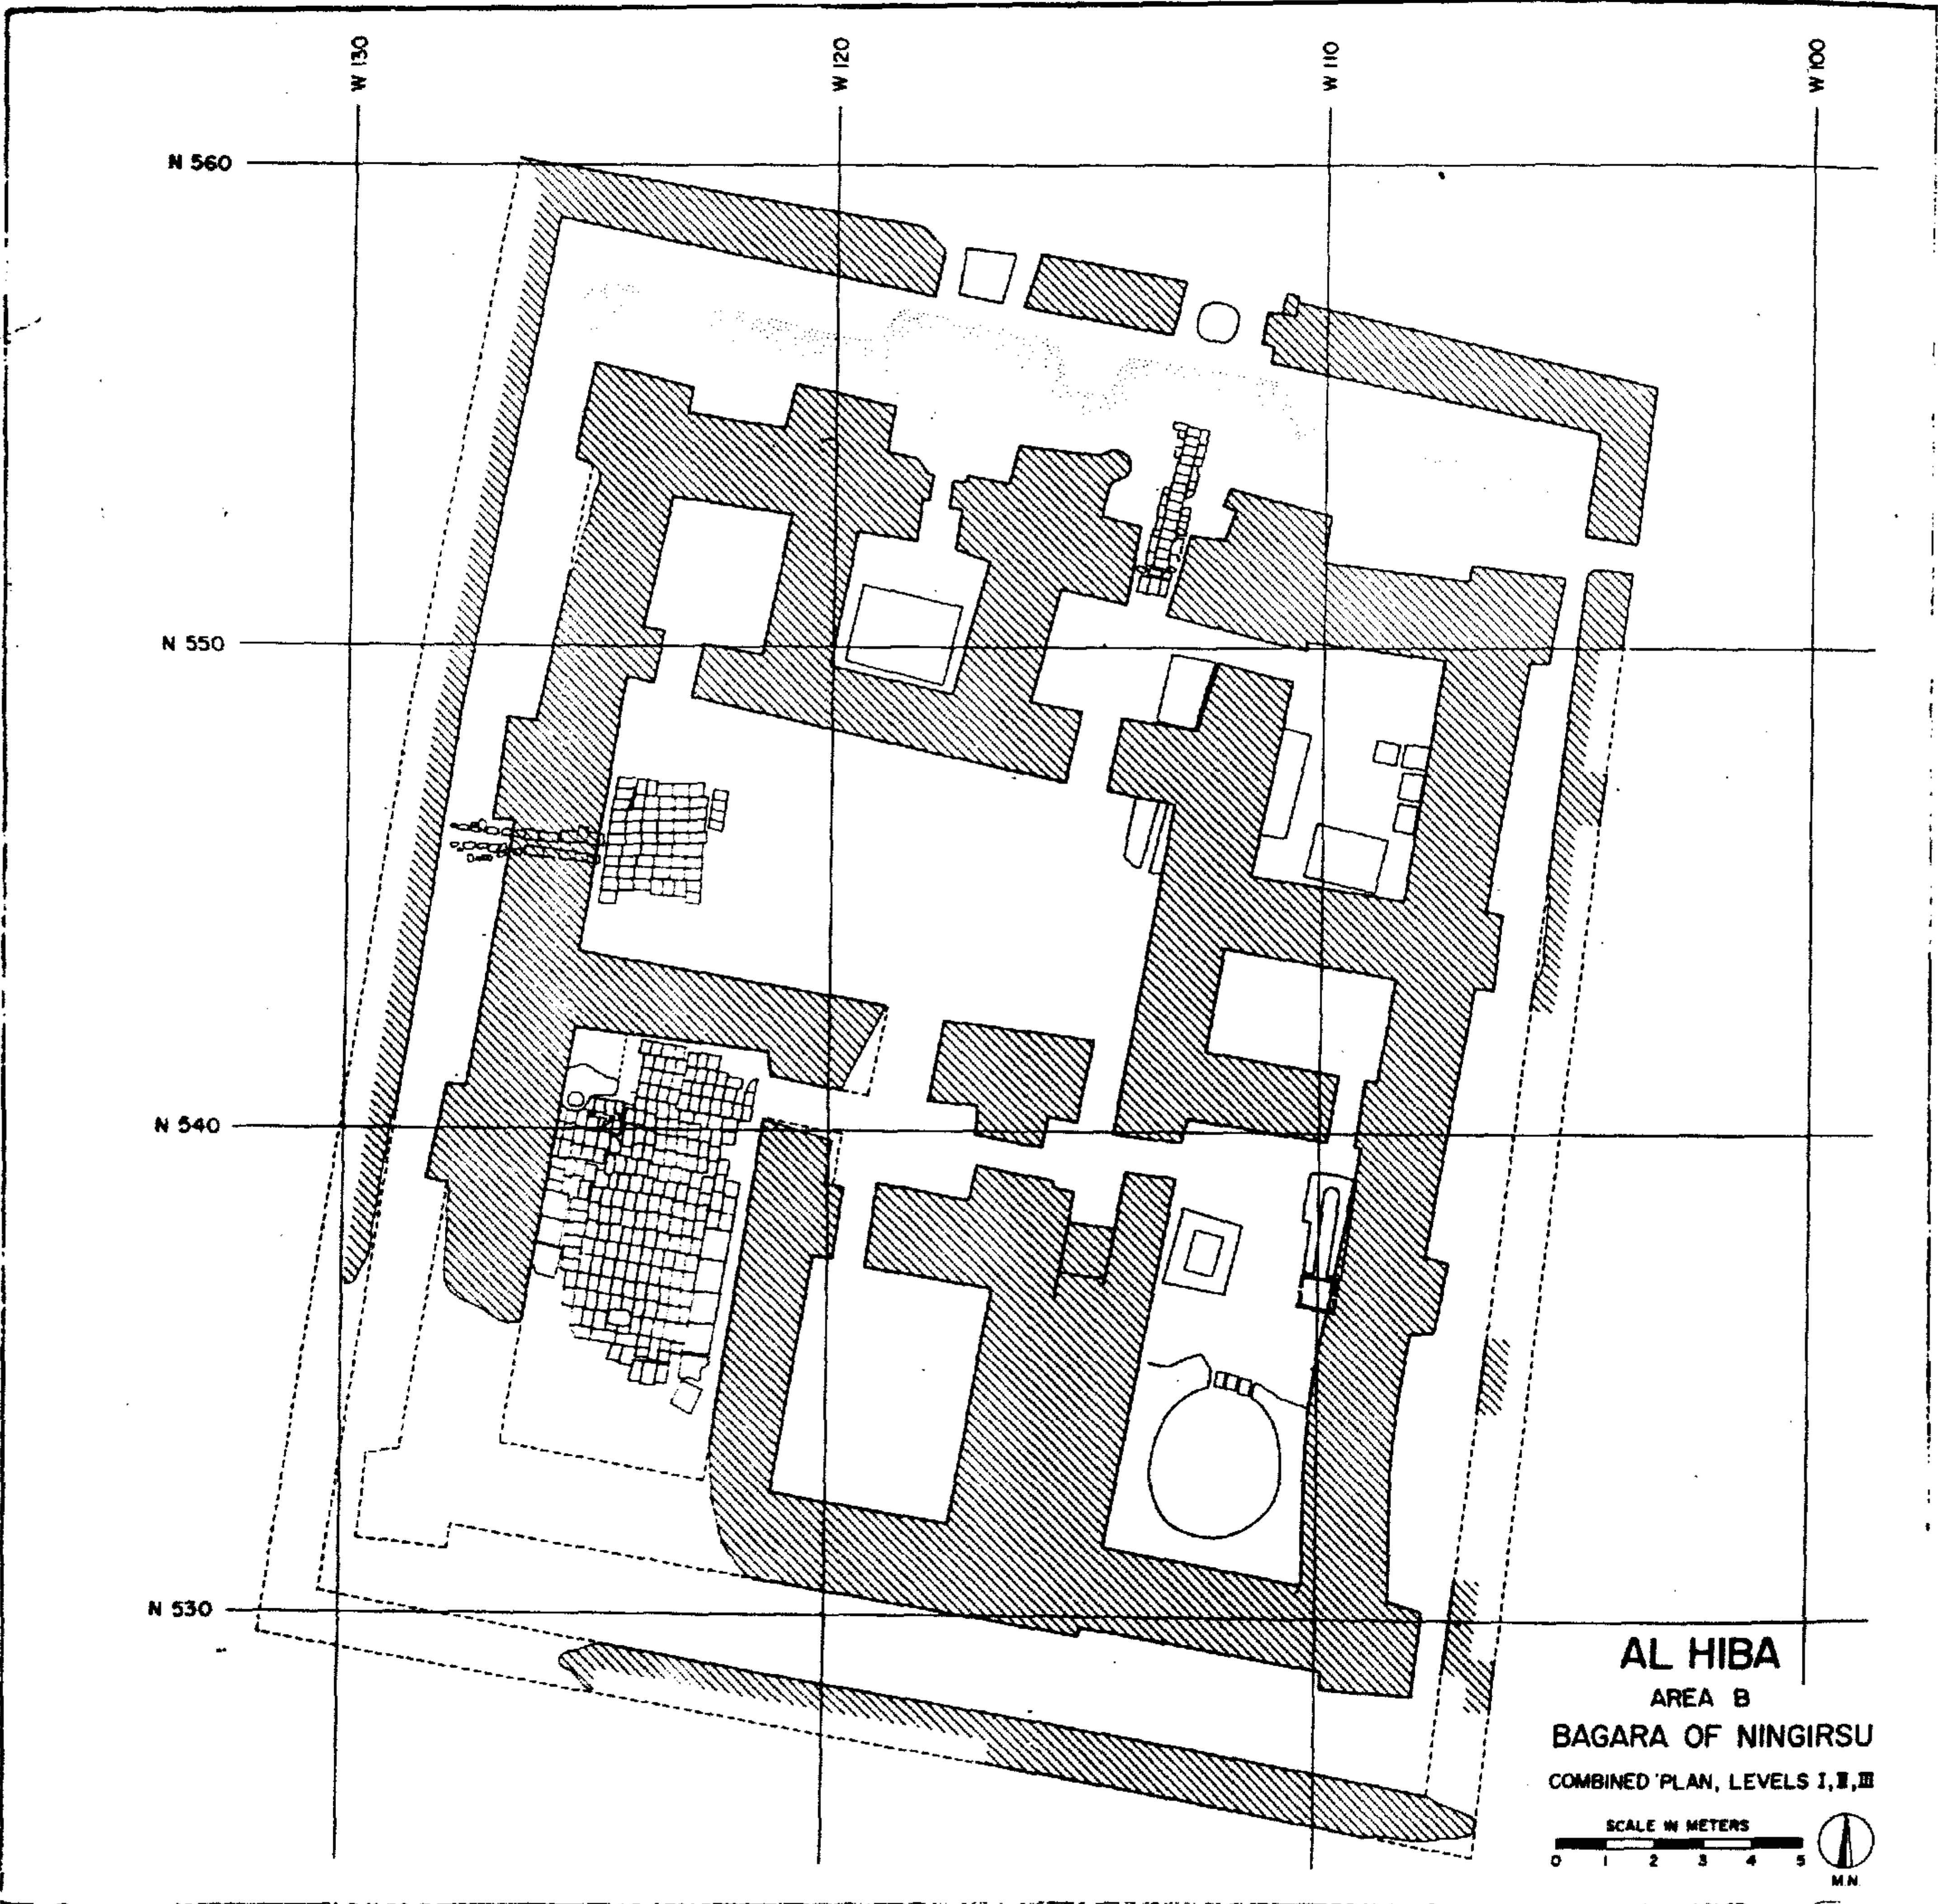 W 130
W 120
W 110
W 100
N 560
N 550
N 540
N 530
AL HIBA
AREA B
BAGARA OF NINGIRSU
COMBINED PLAN, LEVELS I, II, III
SCALE IN METERS
0 1 2 3 4 5
M.N.